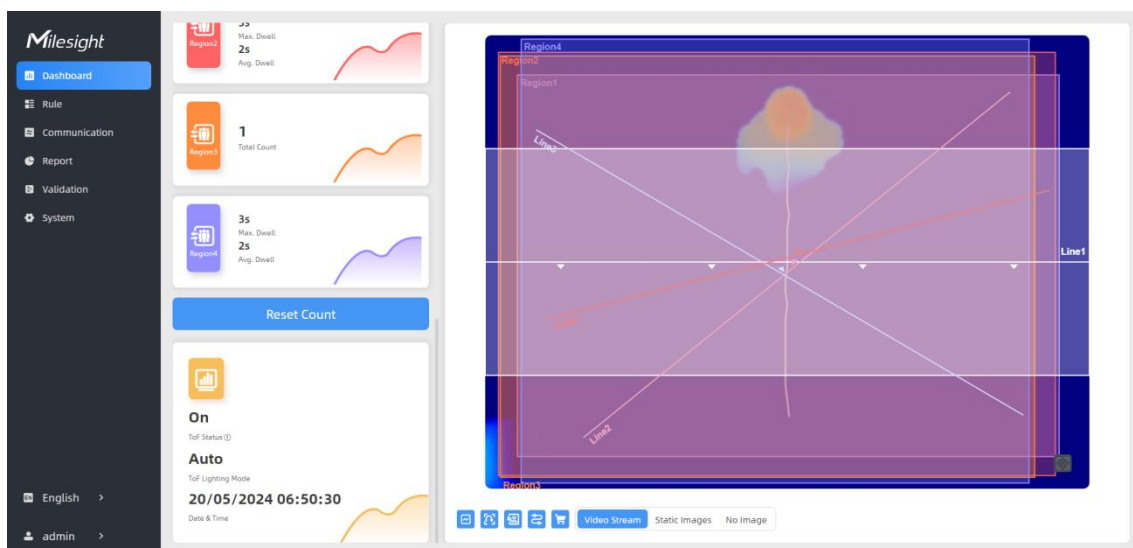 Milesight
Dashboard
Rule
Communication
Report
Validation
System
English
admin
Region2
Max. Dwell
2s
Avg. Dwell
Region3
1
Total Count
Region4
3s
Max. Dwell
2s
Avg. Dwell
Reset Count
On
ToF Status
Auto
ToF Lighting Mode
20/05/2024 06:50:30
Date & Time
Region4
Region2
Region1
Line3
Line1
Line2
Region3
Video Stream
Static Images
No Image